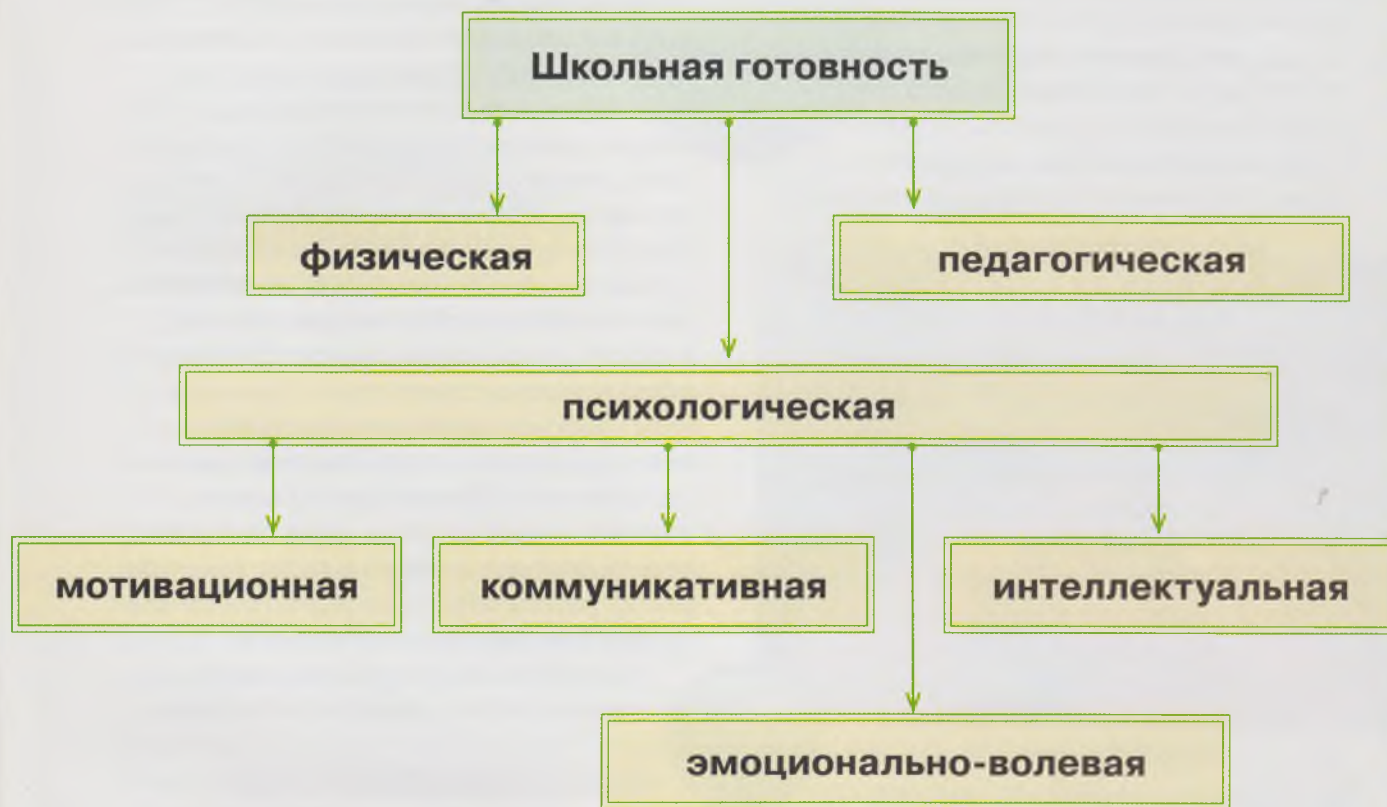 Школьная готовность
физическая
педагогическая
психологическая
мотивационная
коммуникативная
интеллектуальная
эмоционально-волевая